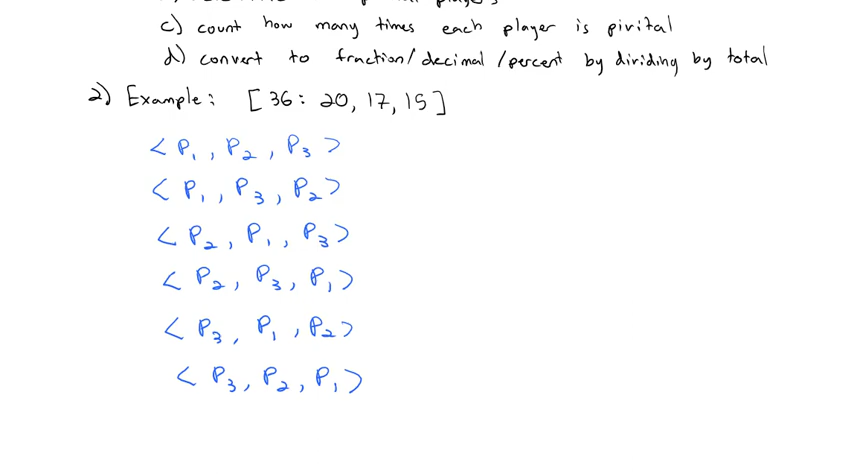 c) count how many times each player is pivital
d) convert to fraction/decimal/percent by dividing by total
2) Example: [36: 20, 17, 15]
< P₁, P₂, P₃ >
< P₁, P₃, P₂ >
< P₂, P₁, P₃ >
< P₂, P₃, P₁ >
< P₃, P₁, P₂ >
< P₃, P₂, P₁ >